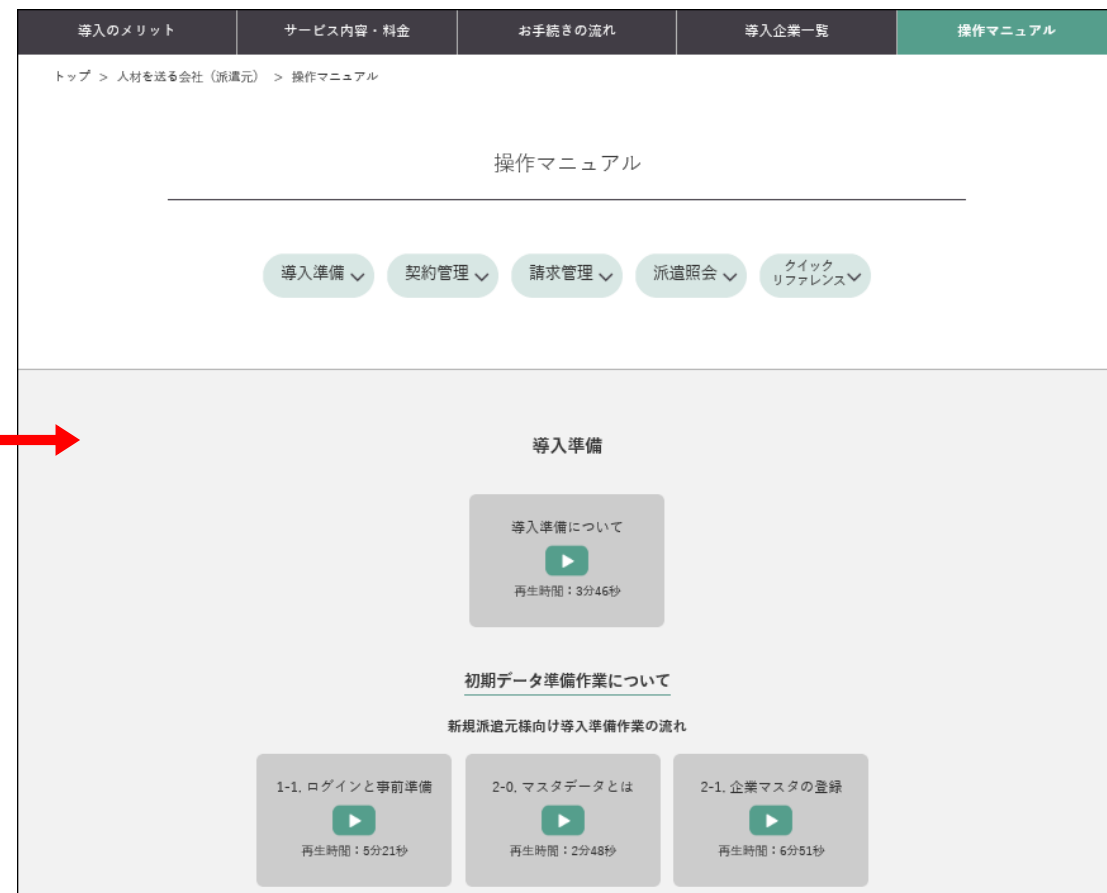 導入のメリット
サービス内容・料金
お手続きの流れ
導入企業一覧
操作マニュアル
トップ > 人材を送る会社（派遣元） > 操作マニュアル
操作マニュアル
導入準備
契約管理
請求管理
派遣照会
クイック
リファレンス
導入準備
導入準備について
再生時間：3分46秒
初期データ準備作業について
新規派遣元様向け導入準備作業の流れ
1-1. ログインと事前準備
再生時間：5分21秒
2-0. マスタデータとは
再生時間：2分48秒
2-1. 企業マスタの登録
再生時間：6分51秒